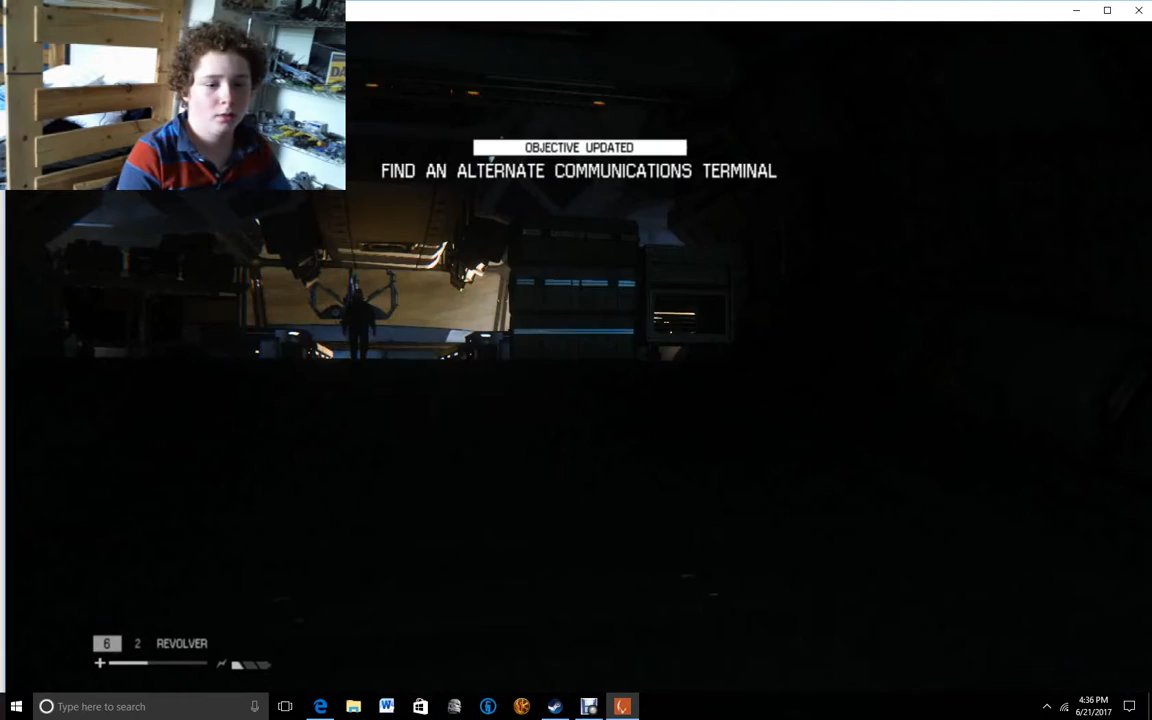 OBJECTIVE UPDATED
FIND AN ALTERNATE COMMUNICATIONS TERMINAL
6 2 REVOLVER
Type here to search
4:36 PM
6/21/2017